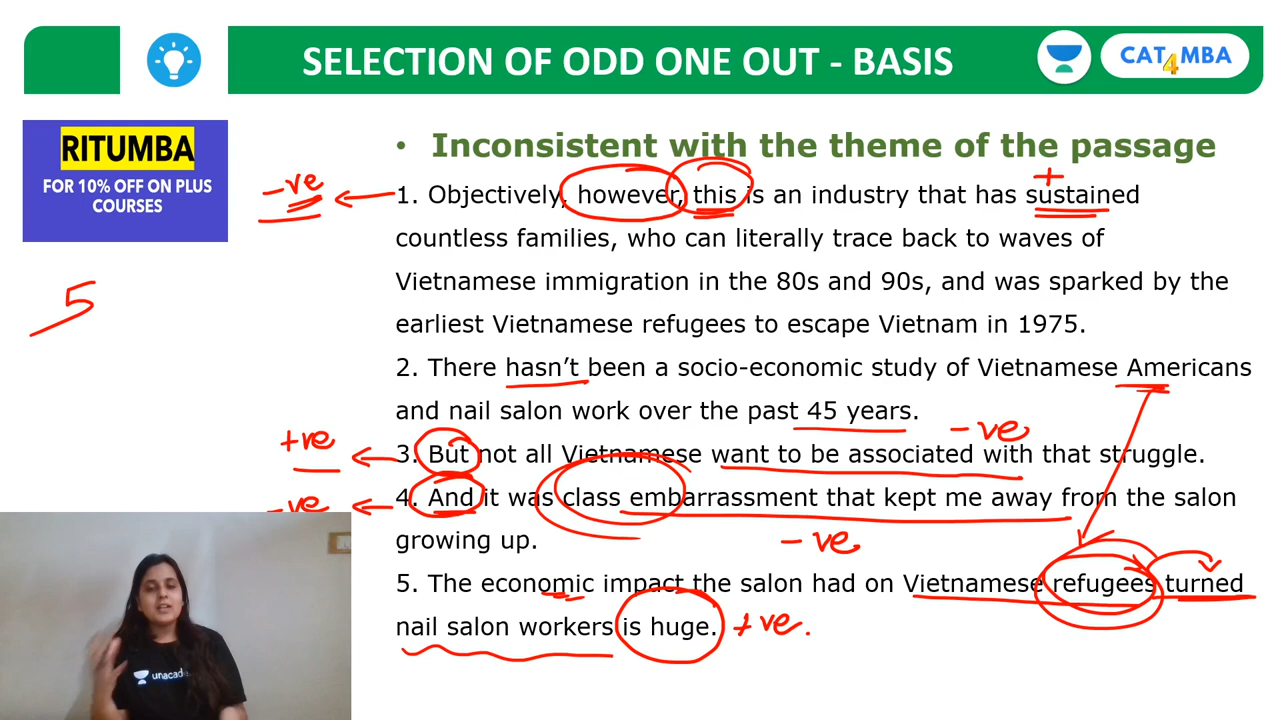 SELECTION OF ODD ONE OUT - BASIS
CAT4MBA
RITUMBA
FOR 10% OFF ON PLUS
COURSES
• Inconsistent with the theme of the passage
-ve
+
1. Objectively, however, this is an industry that has sustained
countless families, who can literally trace back to waves of
Vietnamese immigration in the 80s and 90s, and was sparked by the
earliest Vietnamese refugees to escape Vietnam in 1975.
5
2. There hasn't been a socio-economic study of Vietnamese Americans
and nail salon work over the past 45 years.
+ve
-ve
3. But not all Vietnamese want to be associated with that struggle.
-ve
4. And it was class embarrassment that kept me away from the salon
growing up.
-ve
5. The economic impact the salon had on Vietnamese refugees turned
nail salon workers is huge.
+ve.